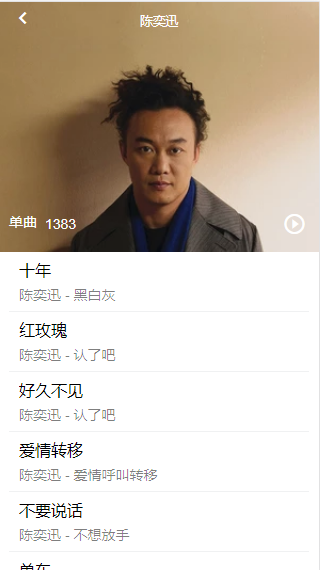 陈奕迅
单曲 1383
十年
陈奕迅 - 黑白灰
红玫瑰
陈奕迅 - 认了吧
好久不见
陈奕迅 - 认了吧
爱情转移
陈奕迅 - 爱情呼叫转移
不要说话
陈奕迅 - 不想放手
单车